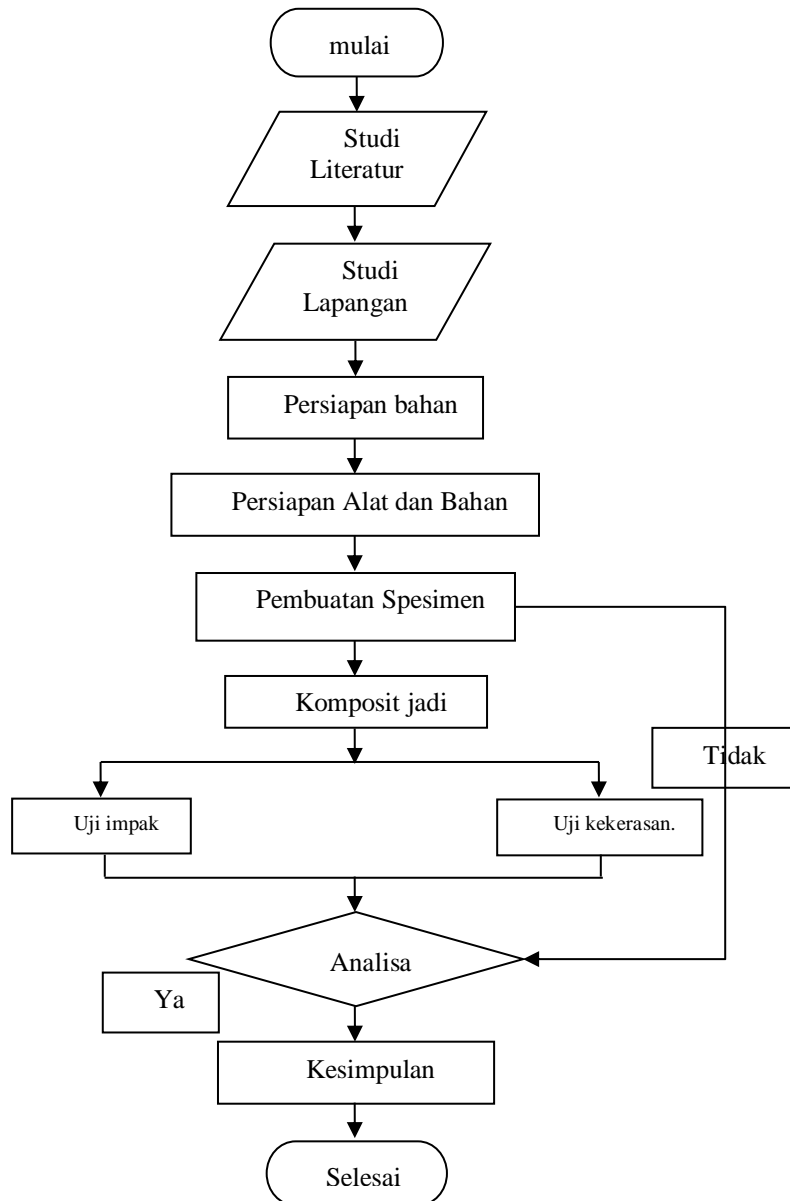 mulai
Studi
Literatur
Studi
Lapangan
Persiapan bahan
Persiapan Alat dan Bahan
Pembuatan Spesimen
Komposit jadi
Tidak
Uji impak
Uji kekerasan.
Analisa
Ya
Kesimpulan
Selesai